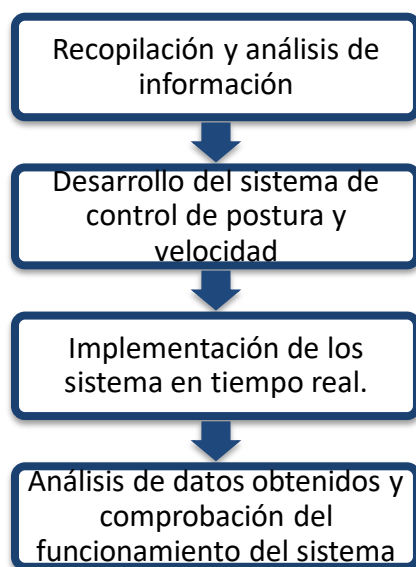 Recopilación y análisis de
información
Desarrollo del sistema de
control de postura y
velocidad
Implementación de los
sistema en tiempo real.
Análisis de datos obtenidos y
comprobación del
funcionamiento del sistema